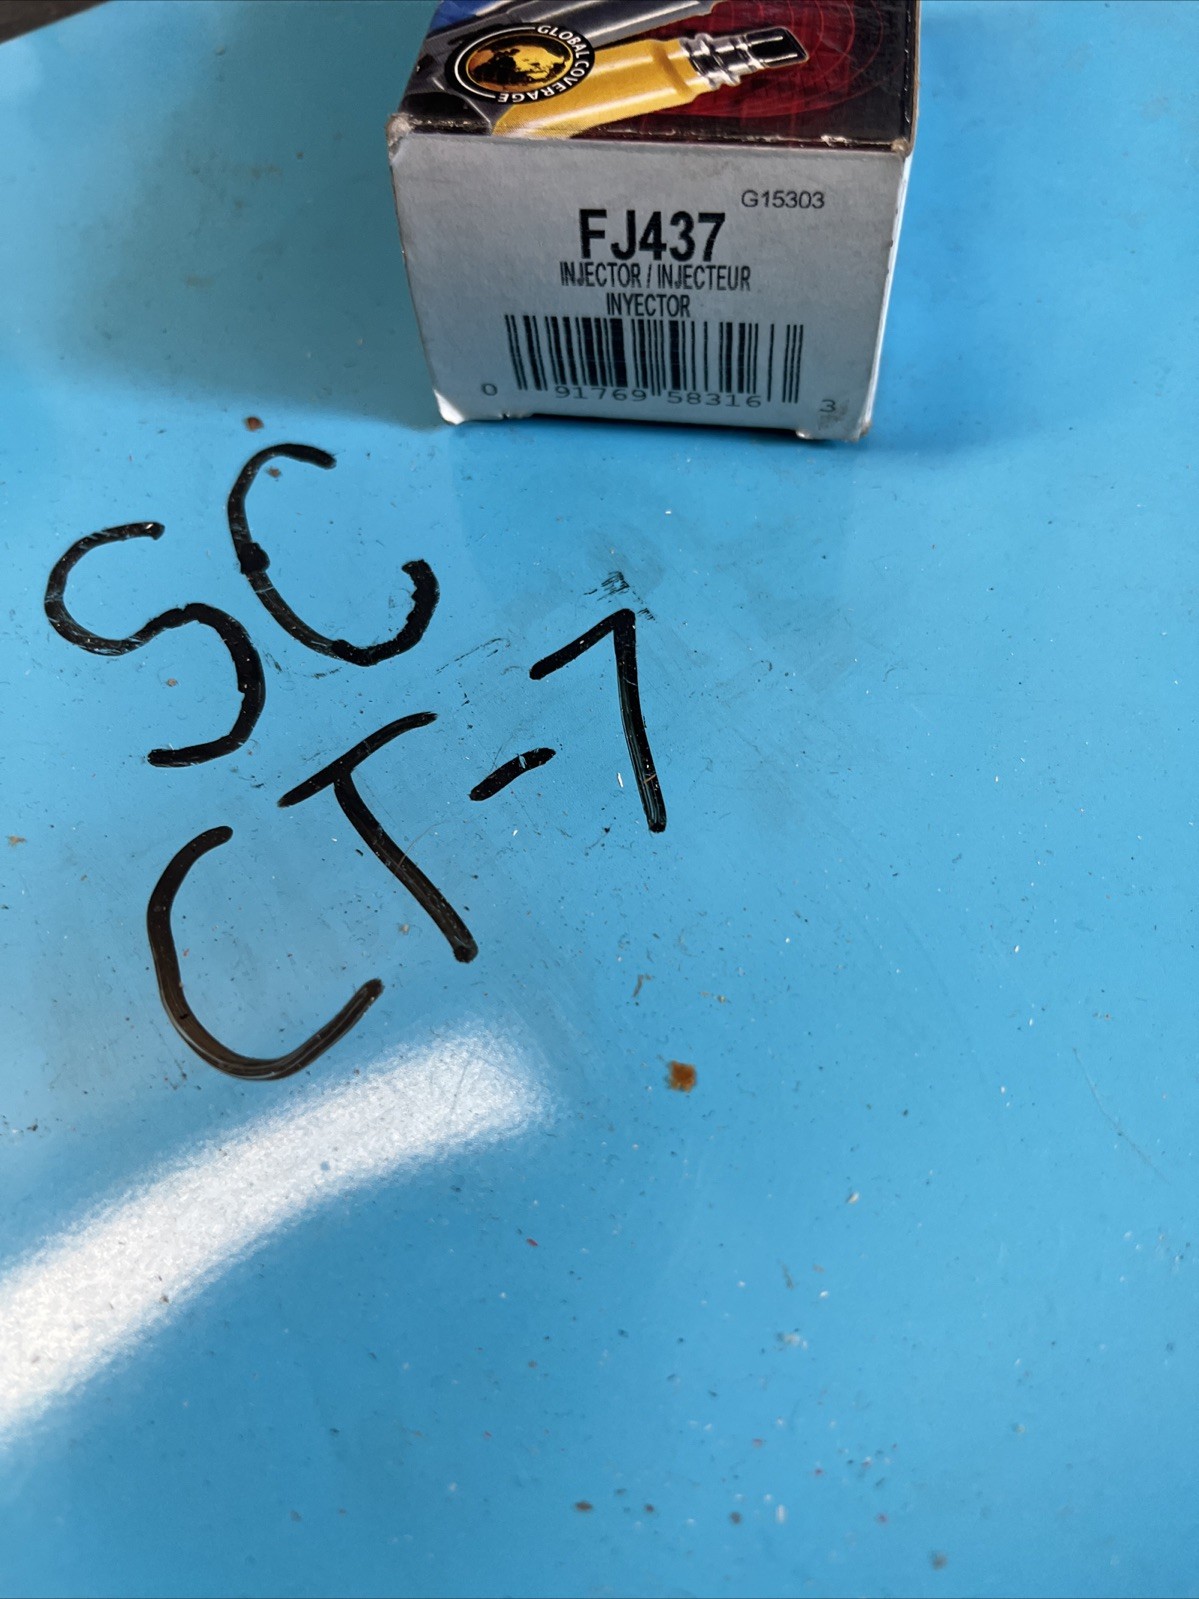 GLOBAL COVERAGE
G15303
FJ437
INJECTOR / INJECTEUR
INYECTOR
0 91769 58316 3
SC
CT-7